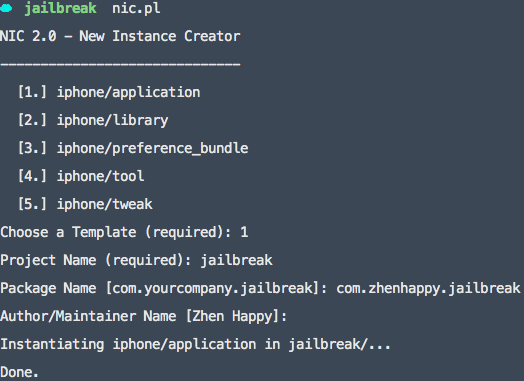 jailbreak nic.pl
NIC 2.0 - New Instance Creator
------------------------------
[1.] iphone/application
[2.] iphone/library
[3.] iphone/preference_bundle
[4.] iphone/tool
[5.] iphone/tweak
Choose a Template (required): 1
Project Name (required): jailbreak
Package Name [com.yourcompany.jailbreak]: com.zhenhappy.jailbreak
Author/Maintainer Name [Zhen Happy]:
Instantiating iphone/application in jailbreak/...
Done.